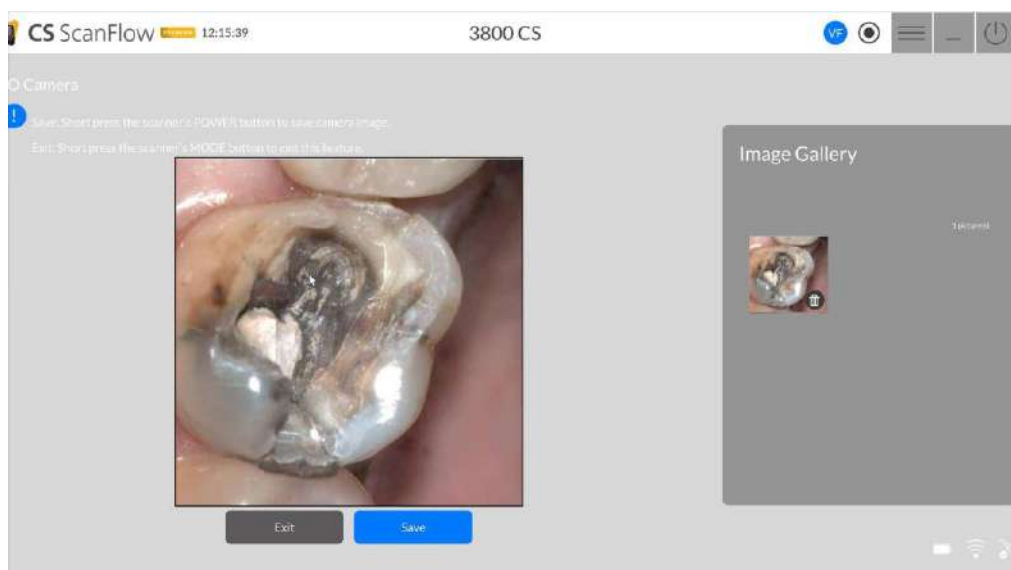 CS ScanFlow 12:15:39
3800 CS
VF
O Camera
!
Save: Short press the scanner's POWER button to save camera image.
Exit: Short press the scanner's MODE button to exit this feature.
Image Gallery
Exit
Save